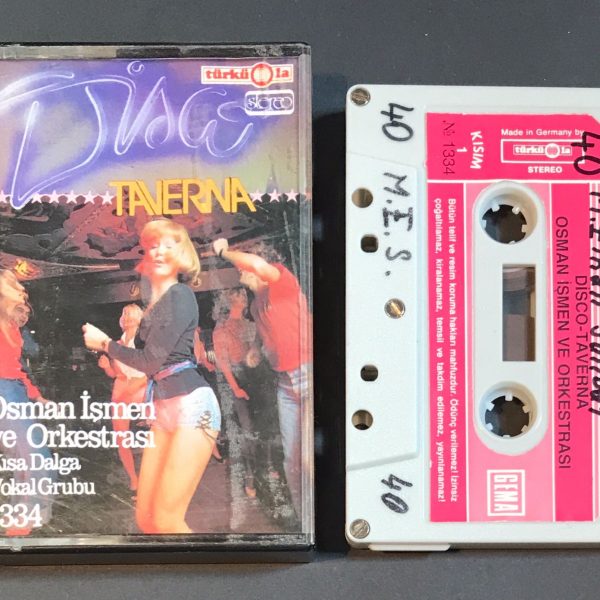 Disco
türkü la
stereo
TAVERNA
Osman İşmen
ve Orkestrası
Kısa Dalga
Vokal Grubu
1334
40
M.E.S.
40
№ 1334
KISIM
1
Made in Germany by
türkü la
STEREO
Bütün telif ve resim koruma hakları mahfuzdur. Ödünç verilemez! İzinsiz
çoğaltılamaz, kiralanamaz, temsil ve takdim edilemez, yayınlanamaz!
GEMA
DISCO-TAVERNA
OSMAN İŞMEN VE ORKESTRASI
40